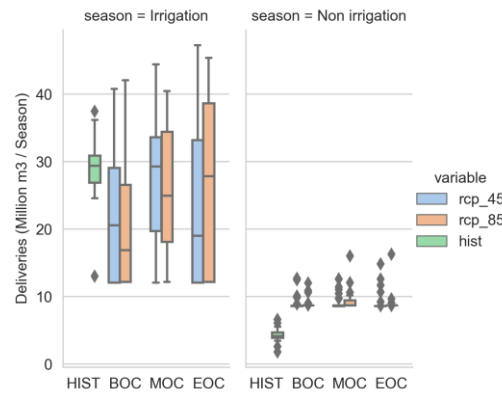 season = Irrigation
season = Non irrigation
Deliveries (Million m3 / Season)
40
30
20
10
0
HIST BOC MOC EOC
HIST BOC MOC EOC
variable
rcp_45
rcp_85
hist